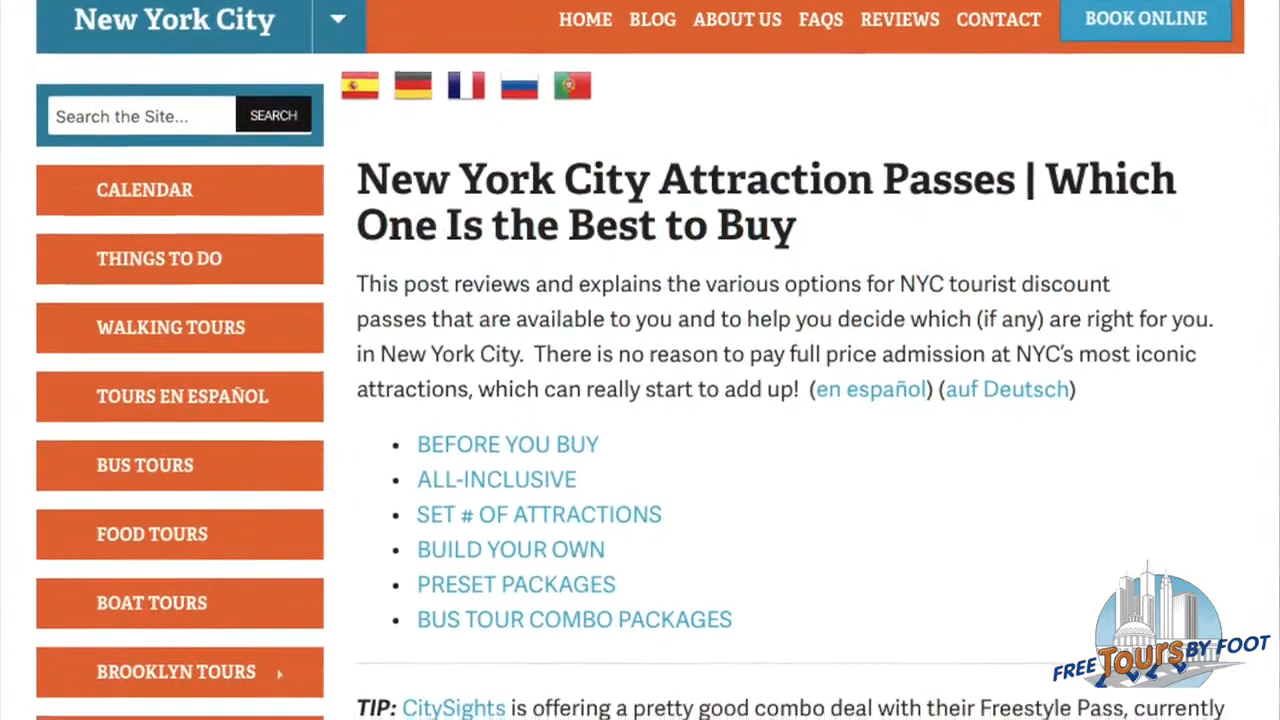 New York City
HOME BLOG ABOUT US FAQS REVIEWS CONTACT BOOK ONLINE
Search the Site... SEARCH
CALENDAR
THINGS TO DO
WALKING TOURS
TOURS EN ESPAÑOL
BUS TOURS
FOOD TOURS
BOAT TOURS
BROOKLYN TOURS
New York City Attraction Passes | Which
One Is the Best to Buy
This post reviews and explains the various options for NYC tourist discount
passes that are available to you and to help you decide which (if any) are right for you.
in New York City. There is no reason to pay full price admission at NYC’s most iconic
attractions, which can really start to add up! (en español) (auf Deutsch)
• BEFORE YOU BUY
• ALL-INCLUSIVE
• SET # OF ATTRACTIONS
• BUILD YOUR OWN
• PRESET PACKAGES
• BUS TOUR COMBO PACKAGES
TIP: CitySights is offering a pretty good combo deal with their Freestyle Pass, currently
FREE TOURS BY FOOT